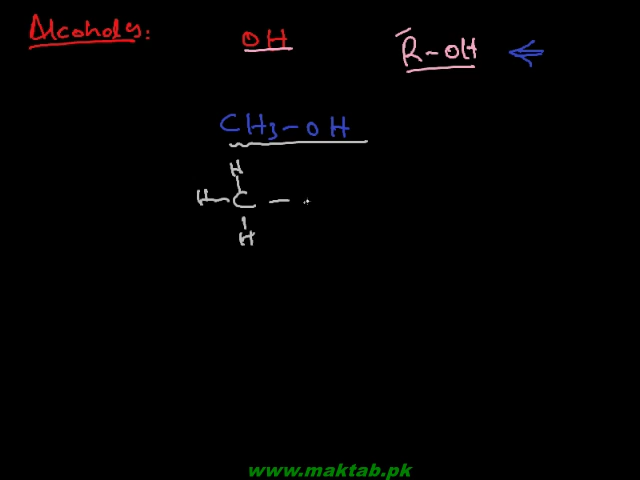 Alcohols:
OH
R-OH
CH3-OH
H
H-C-
H
www.maktab.pk